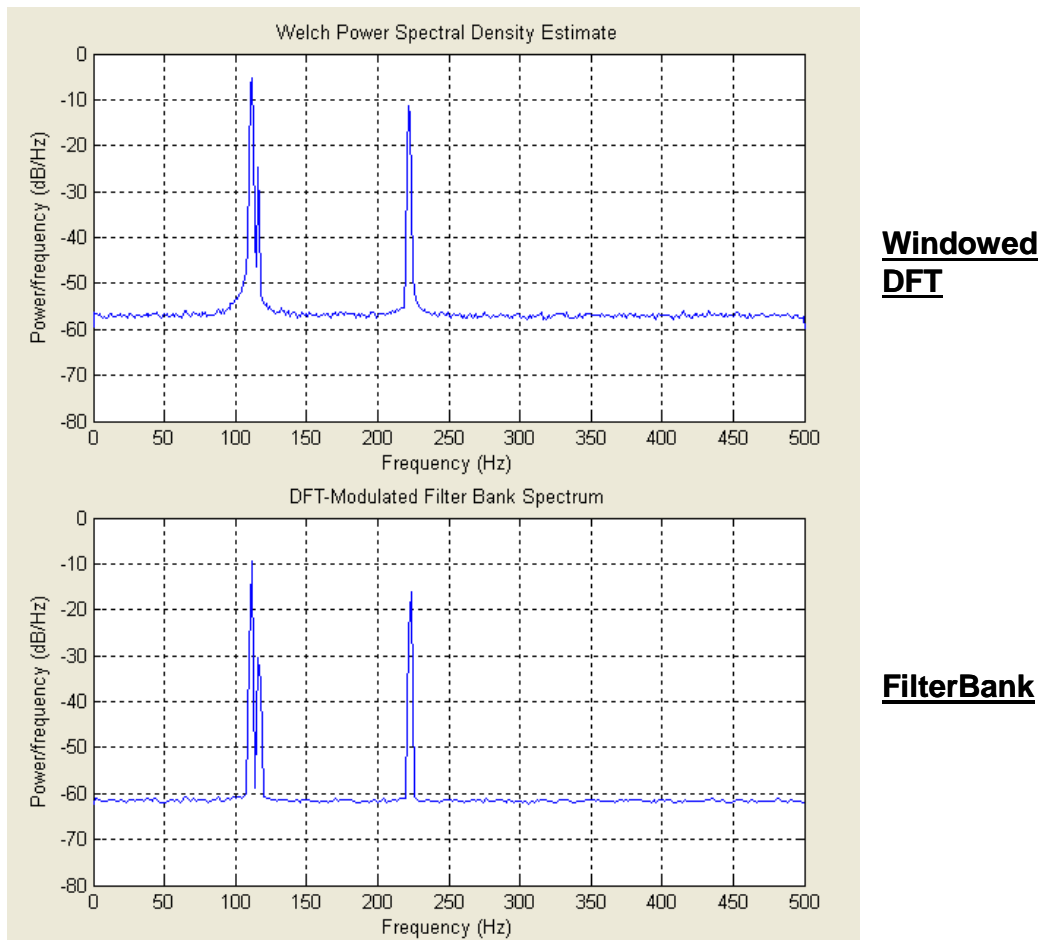 Welch Power Spectral Density Estimate
0
-10
-20
-30
-40
-50
-60
-70
-80
Power/frequency (dB/Hz)
0 50 100 150 200 250 300 350 400 450 500
Frequency (Hz)
Windowed
DFT
DFT-Modulated Filter Bank Spectrum
0
-10
-20
-30
-40
-50
-60
-70
-80
Power/frequency (dB/Hz)
0 50 100 150 200 250 300 350 400 450 500
Frequency (Hz)
FilterBank